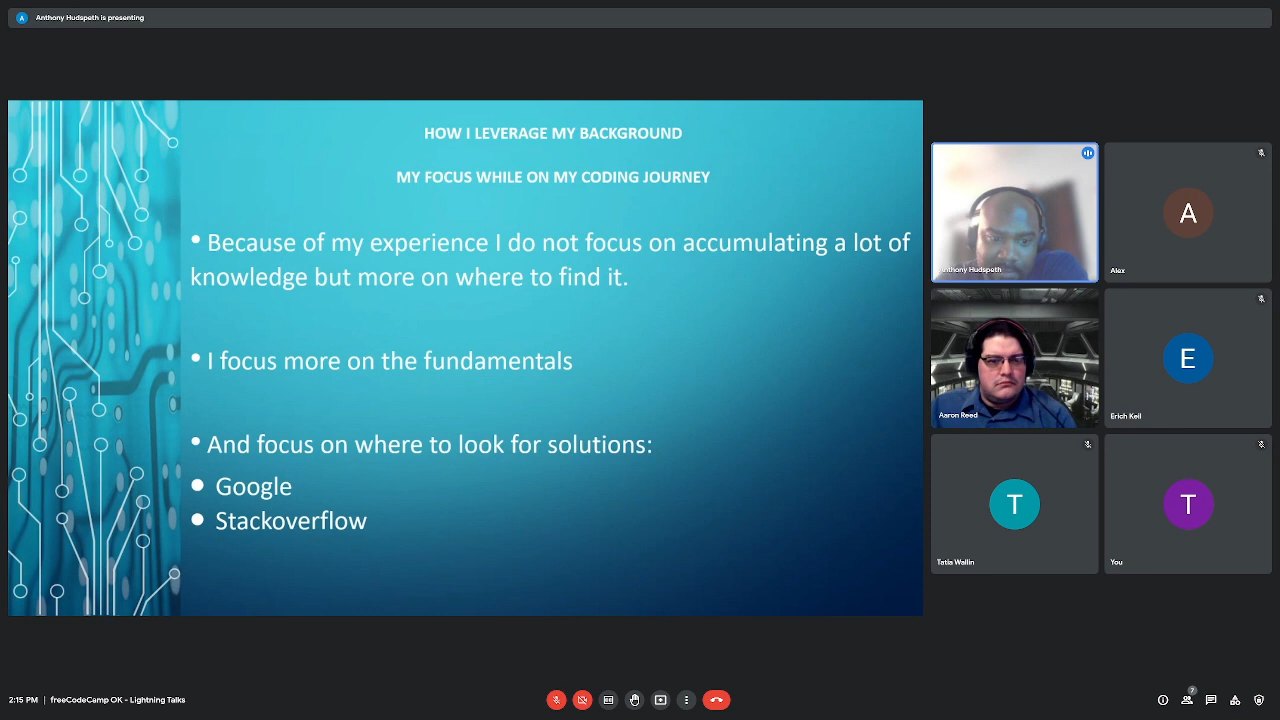 A
Anthony Hudspeth is presenting
HOW I LEVERAGE MY BACKGROUND
MY FOCUS WHILE ON MY CODING JOURNEY
• Because of my experience I do not focus on accumulating a lot of
knowledge but more on where to find it.
• I focus more on the fundamentals
• And focus on where to look for solutions:
● Google
● Stackoverflow
Anthony Hudspeth
A
Alex
Aaron Reed
E
Erich Keil
T
Tatia Wallin
T
You
2:15 PM | freeCodeCamp OK - Lightning Talks
7